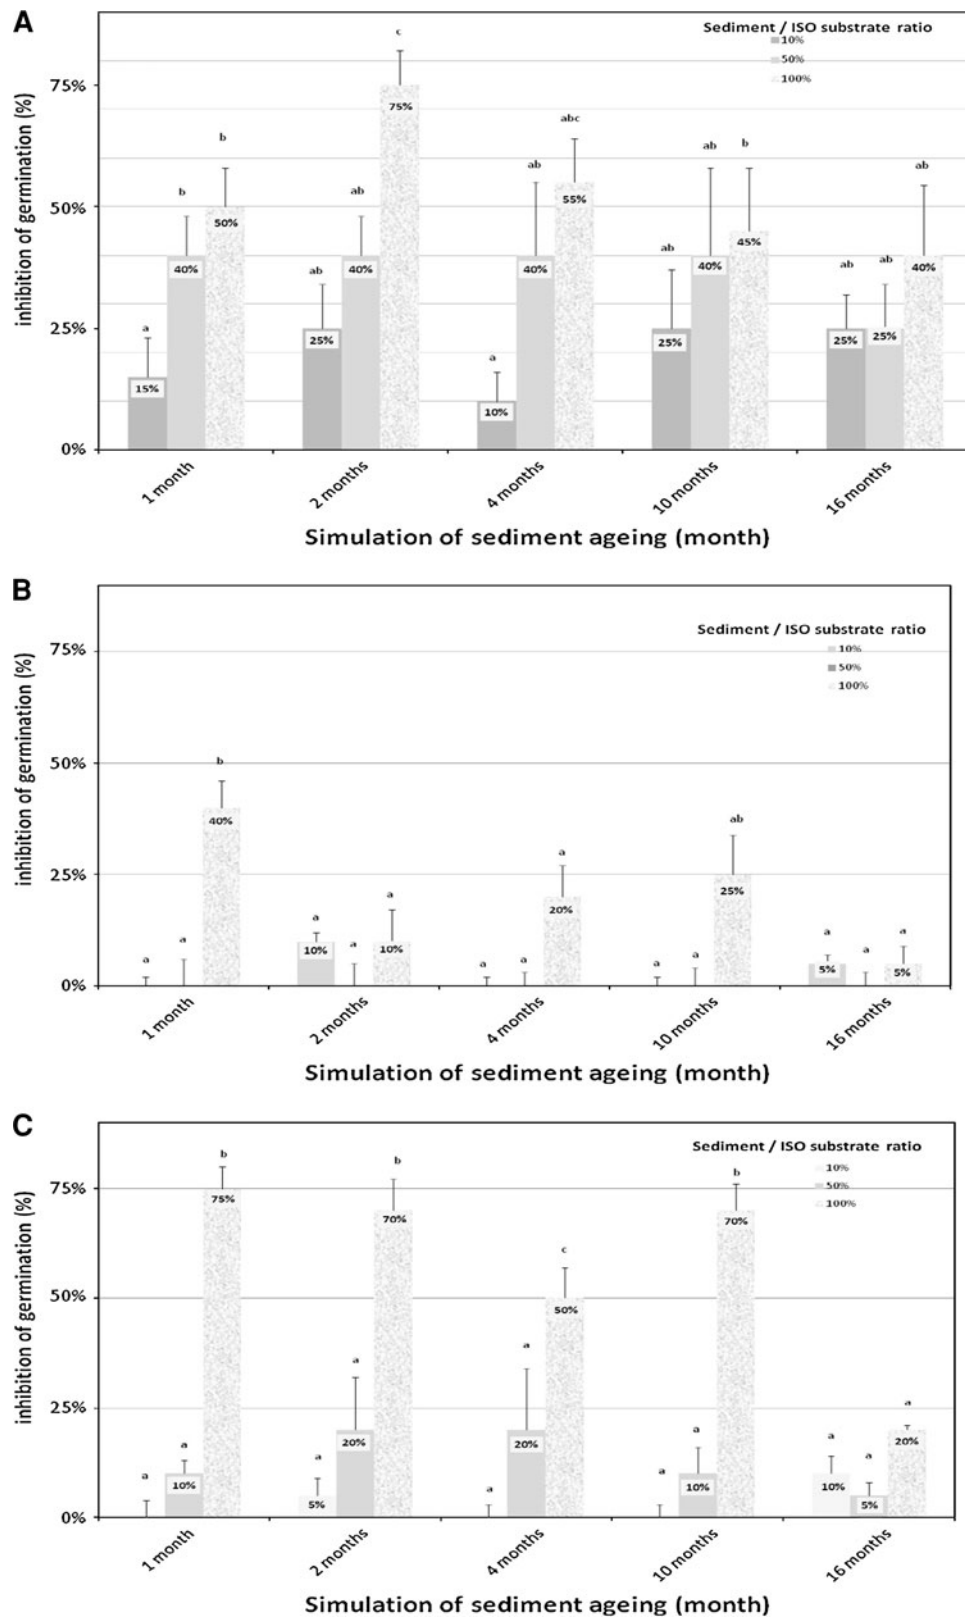 A
Sediment / ISO substrate ratio
10%
50%
100%
inhibition of germination (%)
75%
50%
25%
0%
a
b
b
ab
ab
c
a
ab
abc
ab
ab
b
ab
ab
ab
15%
40%
50%
25%
40%
75%
10%
40%
55%
25%
40%
45%
25%
25%
40%
1 month
2 months
4 months
10 months
16 months
Simulation of sediment ageing (month)
B
Sediment / ISO substrate ratio
10%
50%
100%
inhibition of germination (%)
75%
50%
25%
0%
a
a
b
a
a
a
a
a
a
a
a
ab
a
a
a
40%
10%
10%
20%
25%
5%
5%
1 month
2 months
4 months
10 months
16 months
Simulation of sediment ageing (month)
C
Sediment / ISO substrate ratio
10%
50%
100%
inhibition of germination (%)
75%
50%
25%
0%
a
a
b
a
a
b
a
a
c
a
a
b
a
a
a
10%
75%
5%
20%
70%
20%
50%
10%
70%
10%
5%
20%
1 month
2 months
4 months
10 months
16 months
Simulation of sediment ageing (month)